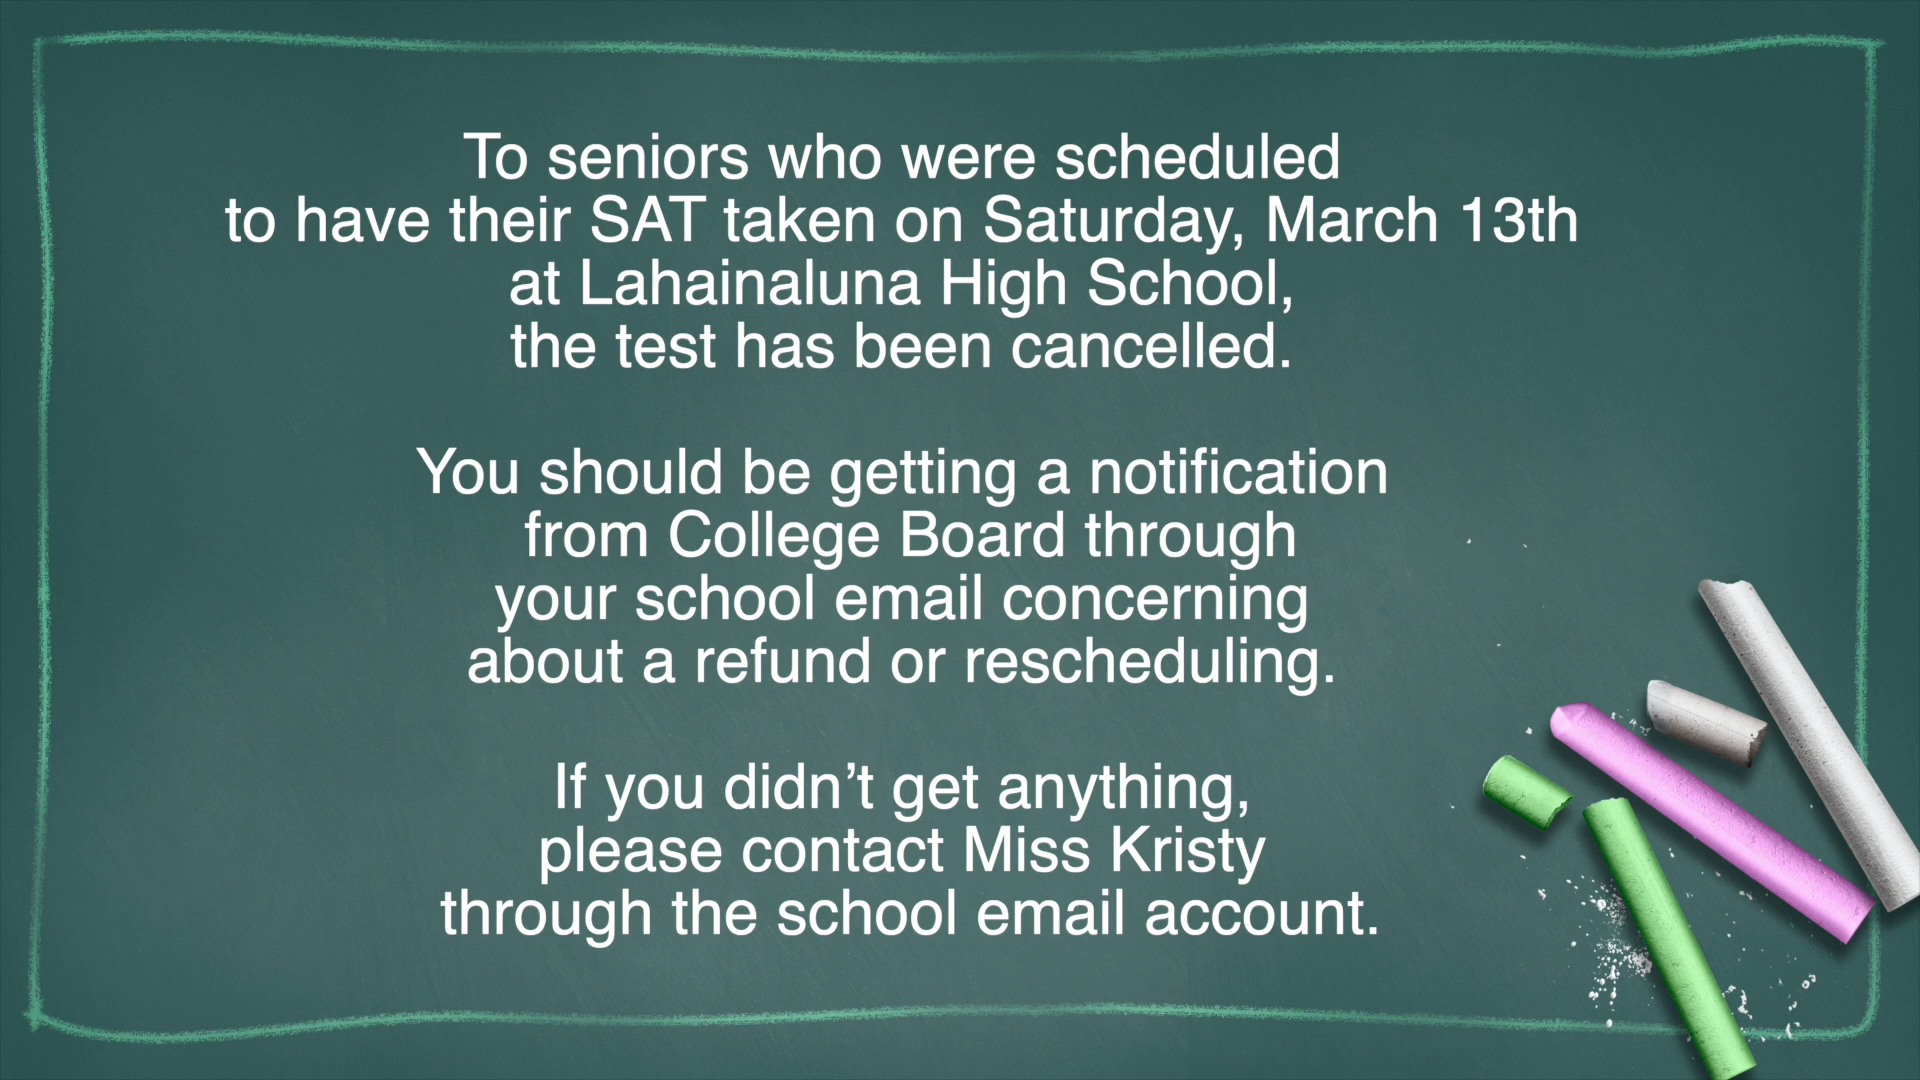 To seniors who were scheduled
to have their SAT taken on Saturday, March 13th
at Lahainaluna High School,
the test has been cancelled.
You should be getting a notification
from College Board through
your school email concerning
about a refund or rescheduling.
If you didn’t get anything,
please contact Miss Kristy
through the school email account.